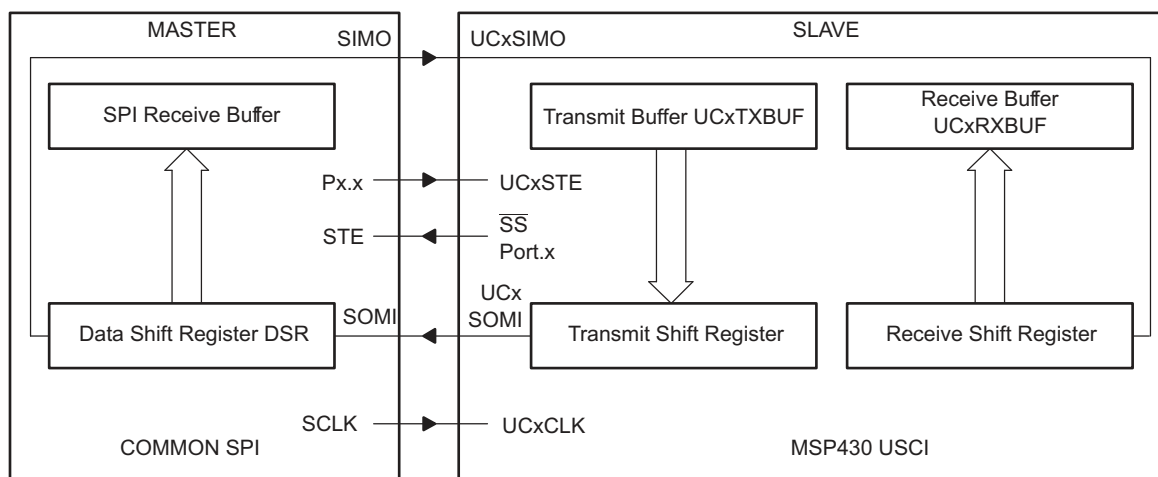 MASTER
SLAVE
SIMO
UCxSIMO
SPI Receive Buffer
Transmit Buffer UCxTXBUF
Receive Buffer
UCxRXBUF
Px.x
UCxSTE
STE
SS
Port.x
SOMI
UCx
SOMI
Data Shift Register DSR
Transmit Shift Register
Receive Shift Register
SCLK
UCxCLK
COMMON SPI
MSP430 USCI